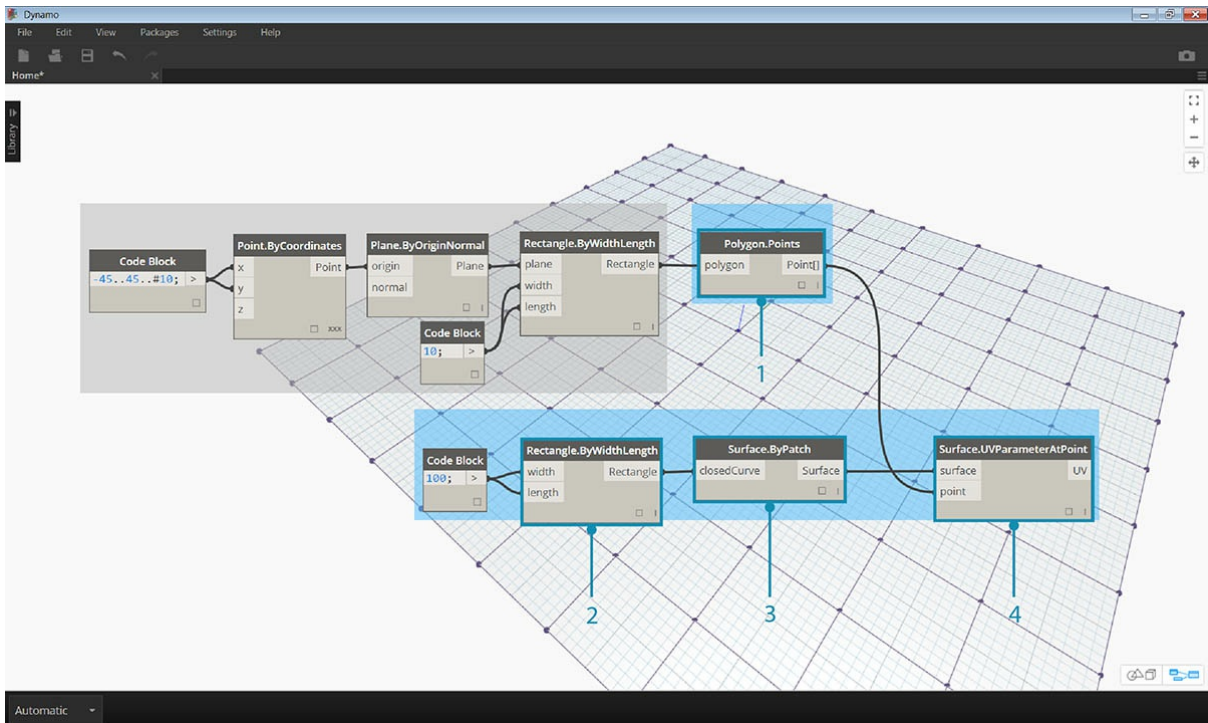 Dynamo
File Edit View Packages Settings Help
Home*
Library
Code Block
-45..45..#10; >
Point.ByCoordinates
x Point
y
z
xxx
Plane.ByOriginNormal
origin Plane
normal
Rectangle.ByWidthLength
plane Rectangle
width
length
Code Block
10; >
Polygon.Points
polygon Point[]
1
Code Block
100; >
Rectangle.ByWidthLength
width Rectangle
length
2
Surface.ByPatch
closedCurve Surface
3
Surface.UVParameterAtPoint
surface UV
point
4
Automatic